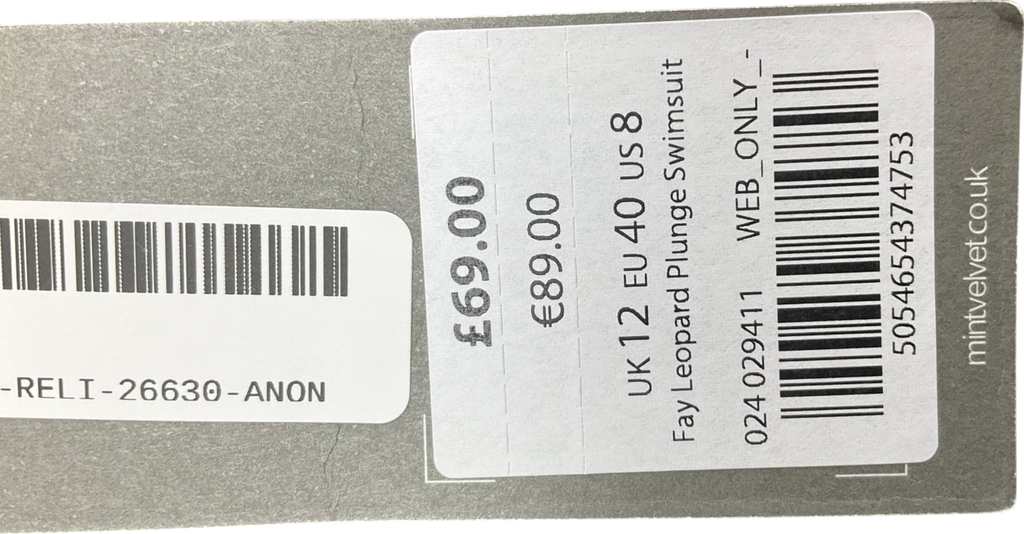 £69.00
€89.00
UK 12 EU 40 US 8
Fay Leopard Plunge Swimsuit
024 029411 WEB_ONLY_-
5054654374753
mintvelvet.co.uk
-RELI-26630-ANON